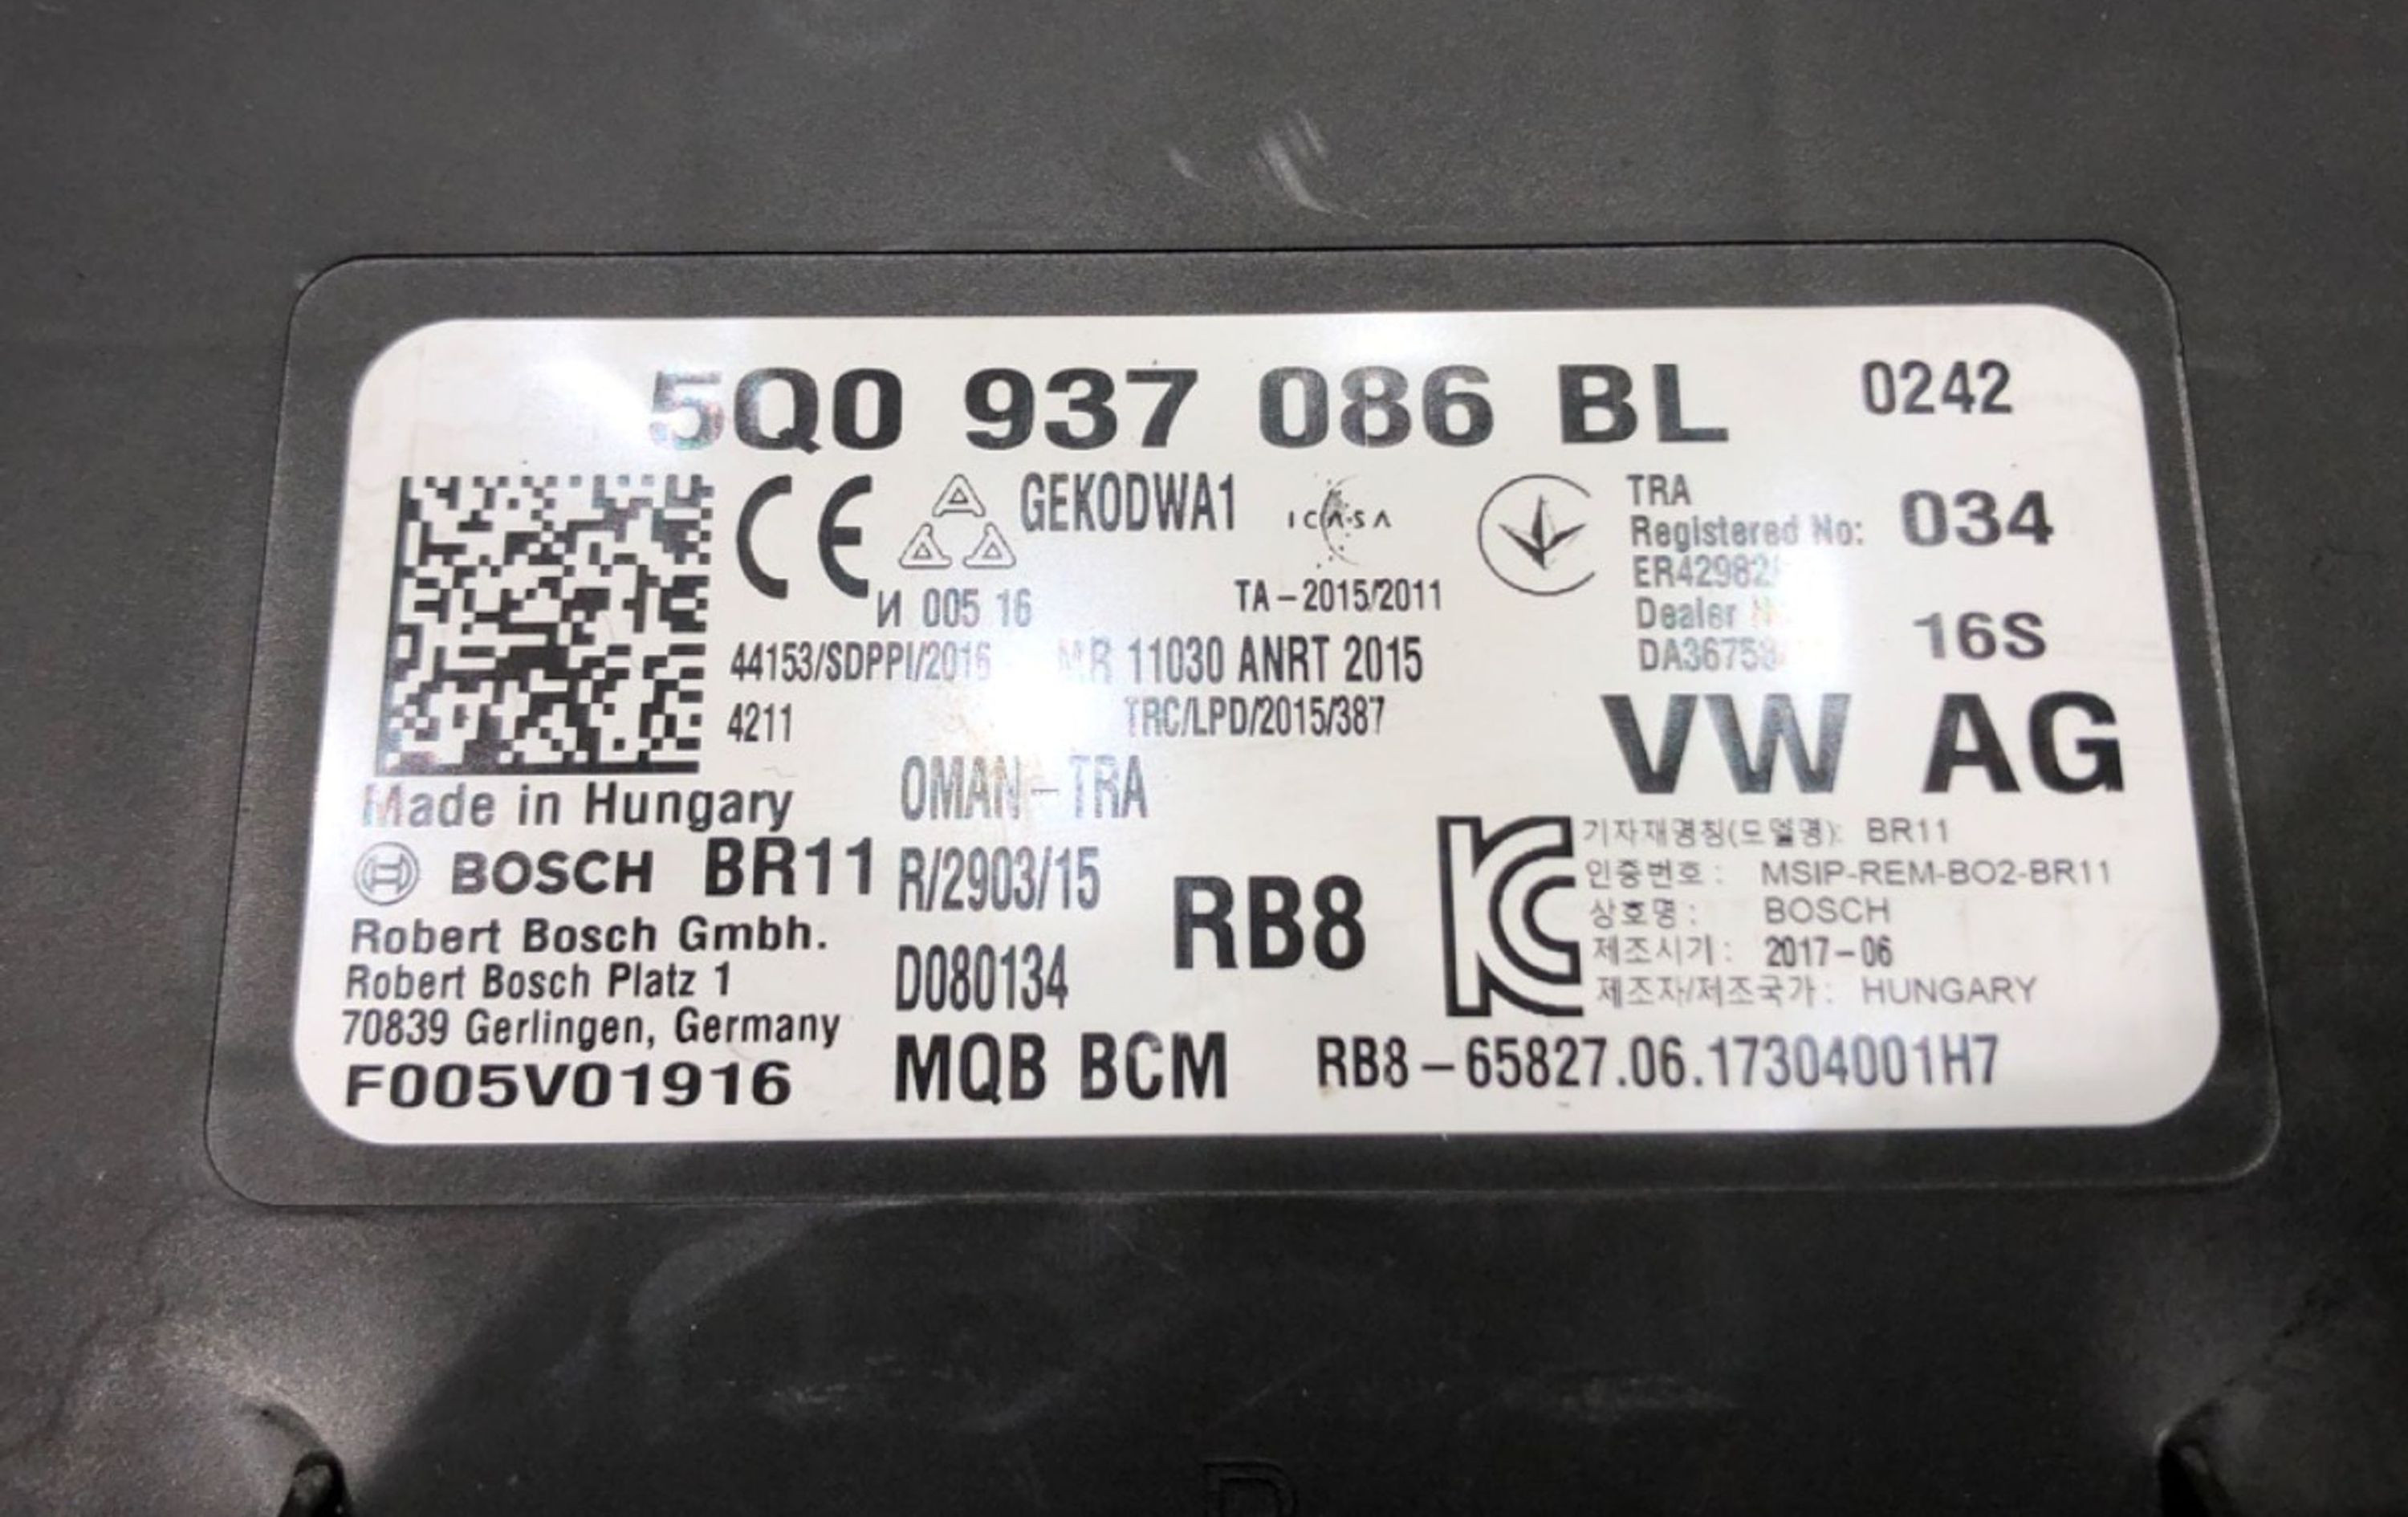 5Q0 937 086 BL 0242
CE GEKODWA1 ICASA TRA
Registered No: 034
И 005 16 TA-2015/2011
Dealer
16S
44153/SDPPI/2016 MR 11030 ANRT 2015
4211 TRC/LPD/2015/387
VW AG
Made in Hungary OMAN-TRA
BOSCH BR11 R/2903/15 RB8
Robert Bosch Gmbh.
Robert Bosch Platz 1 D080134
70839 Gerlingen, Germany
F005V01916 MQB BCM
기자재명칭(모델명): BR11
인증번호: MSIP-REM-BO2-BR11
상호명: BOSCH
제조시기: 2017-06
제조자/제조국가: HUNGARY
RB8-65827.06.17304001H7